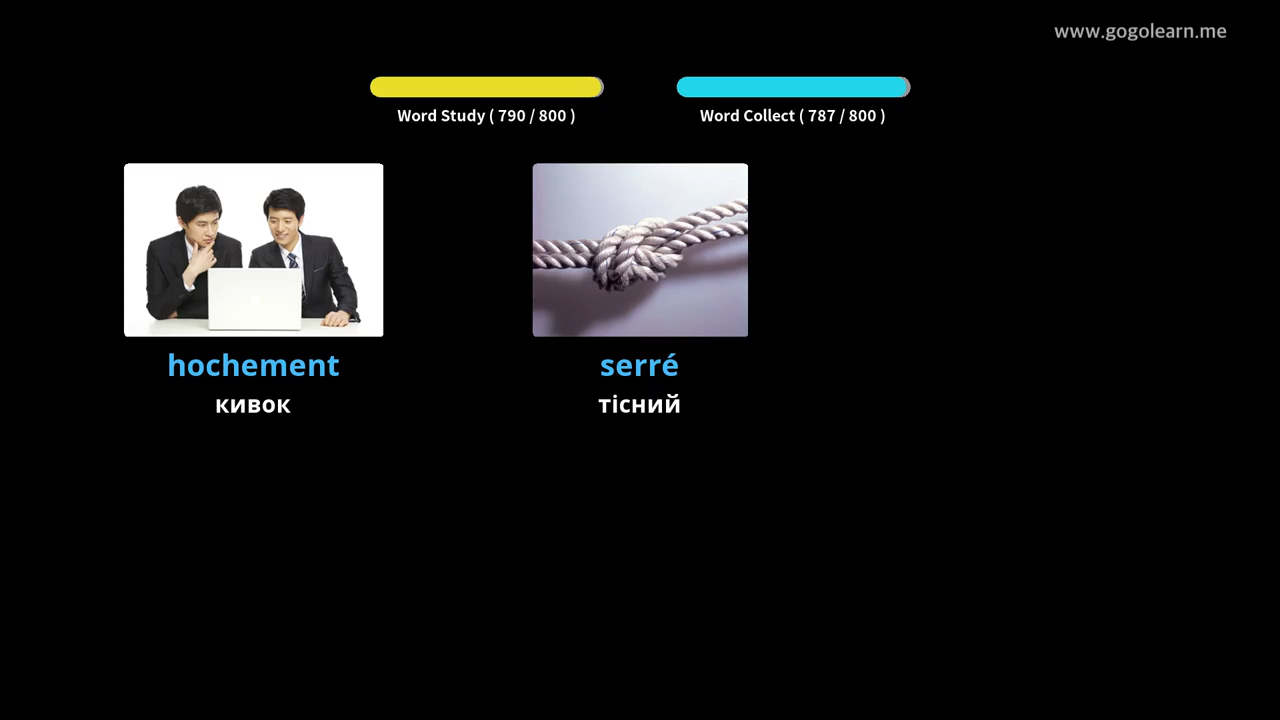 www.gogolearn.me
Word Study ( 790 / 800 )
Word Collect ( 787 / 800 )
hochement
кивок
serré
тісний